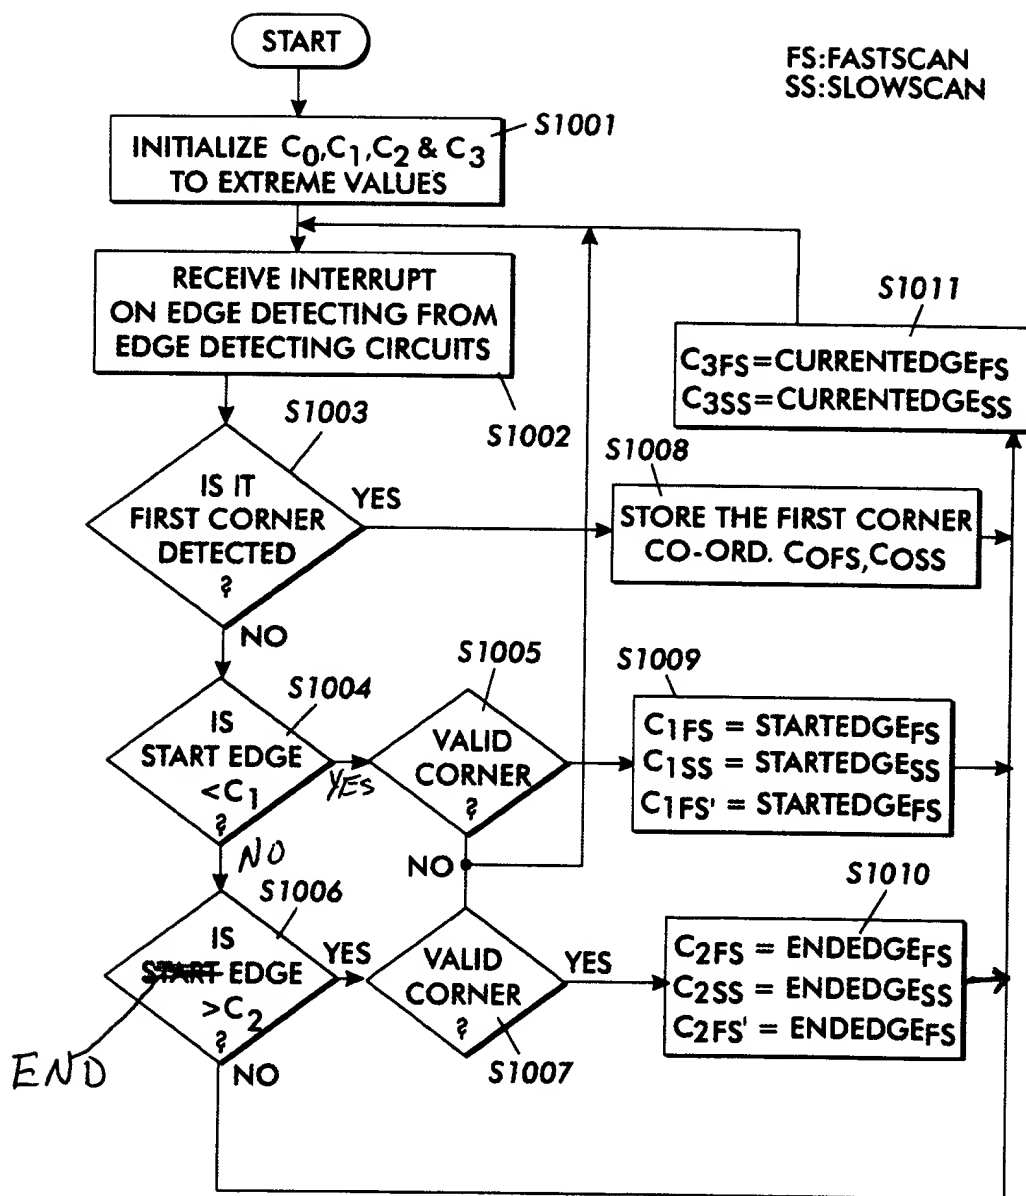 START
FS:FASTSCAN
SS:SLOWSCAN
S1001
INITIALIZE C0,C1,C2 & C3
TO EXTREME VALUES
RECEIVE INTERRUPT
ON EDGE DETECTING FROM
EDGE DETECTING CIRCUITS
S1002
S1011
C3FS=CURRENTEDGEFS
C3SS=CURRENTEDGESS
S1003
IS IT
FIRST CORNER
DETECTED
?
YES
NO
S1008
STORE THE FIRST CORNER
CO-ORD. COFS,COSS
S1004
IS
START EDGE
<C1
?
YES
NO
S1005
VALID
CORNER
?
NO
S1009
C1FS = STARTEDGEFS
C1SS = STARTEDGESS
C1FS' = STARTEDGEFS
S1006
IS
START EDGE
>C2
?
END
YES
NO
VALID
CORNER
?
S1007
YES
S1010
C2FS = ENDEDGEFS
C2SS = ENDEDGESS
C2FS' = ENDEDGEFS